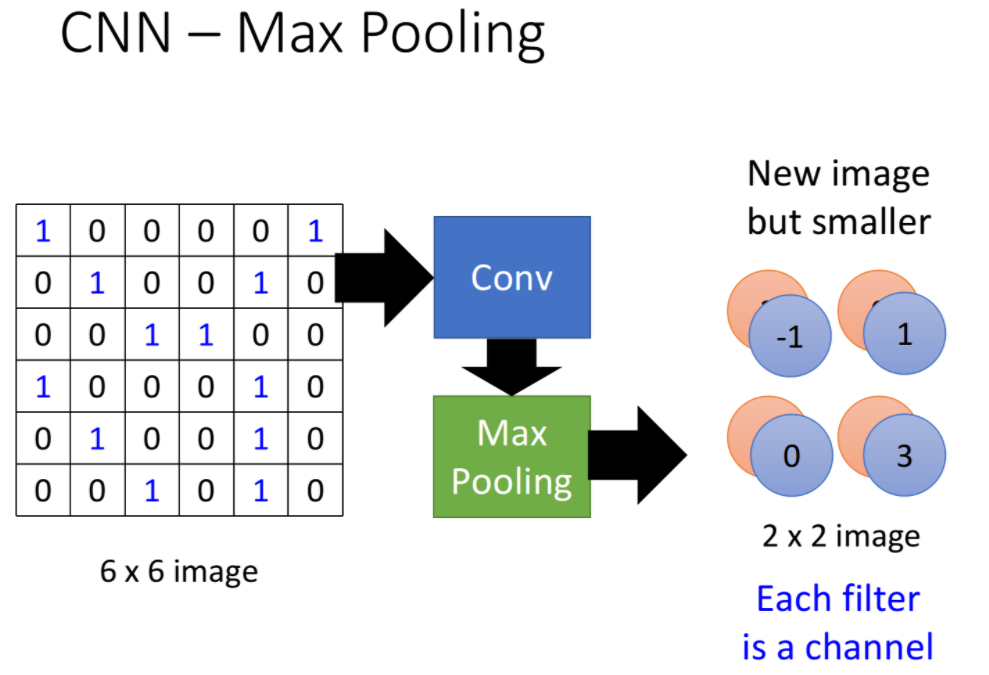 CNN – Max Pooling
New image
but smaller
1 0 0 0 0 1
0 1 0 0 1 0
0 0 1 1 0 0
1 0 0 0 1 0
0 1 0 0 1 0
0 0 1 0 1 0
6 x 6 image
Conv
Max
Pooling
-1 1
0 3
2 x 2 image
Each filter
is a channel